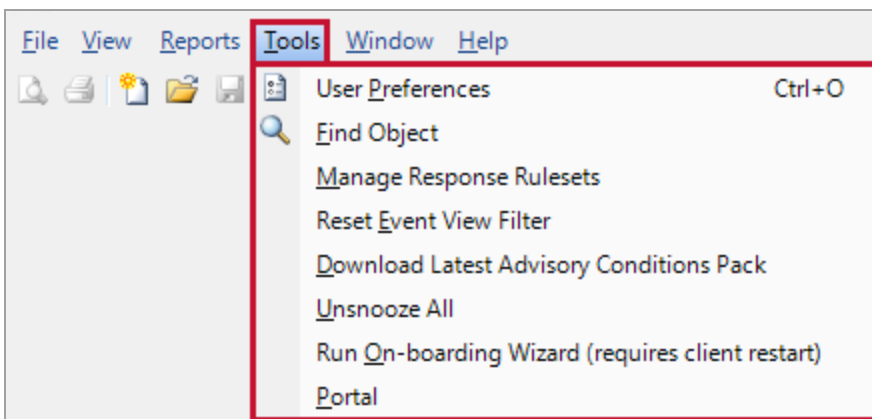 File View Reports Tools Window Help
User Preferences Ctrl+O
Find Object
Manage Response Rulesets
Reset Event View Filter
Download Latest Advisory Conditions Pack
Unsnooze All
Run On-boarding Wizard (requires client restart)
Portal